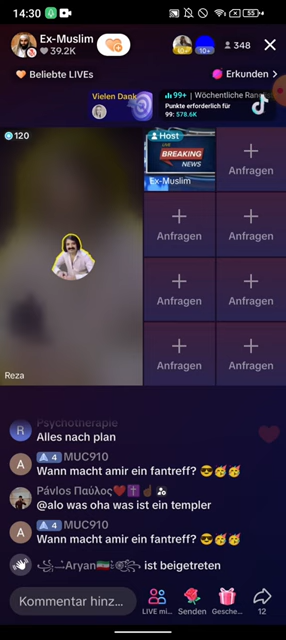 14:30
55
Ex-Muslim
39.2K
348
Beliebte LIVEs
Erkunden
Vielen Dank
99+ | Wöchentliche Ran
Punkte erforderlich für
99: 578.6K
120
Host
LIVE
BREAKING
NEWS
Ex-Muslim
Anfragen
Anfragen
Anfragen
Anfragen
Anfragen
Anfragen
Anfragen
Reza
R
Psychotherapie
Alles nach plan
A
4 MUC910
Wann macht amir ein fantreff? 😎🥳🥳
Pávlos Παύλος❤️✝️☝🏾
@alo was oha was ist ein templer
A
4 MUC910
Wann macht amir ein fantreff? 😎🥳🥳
Aryan🇮🇷 ist beigetreten
Kommentar hinz...
LIVE mi...
Senden
Gesche...
12